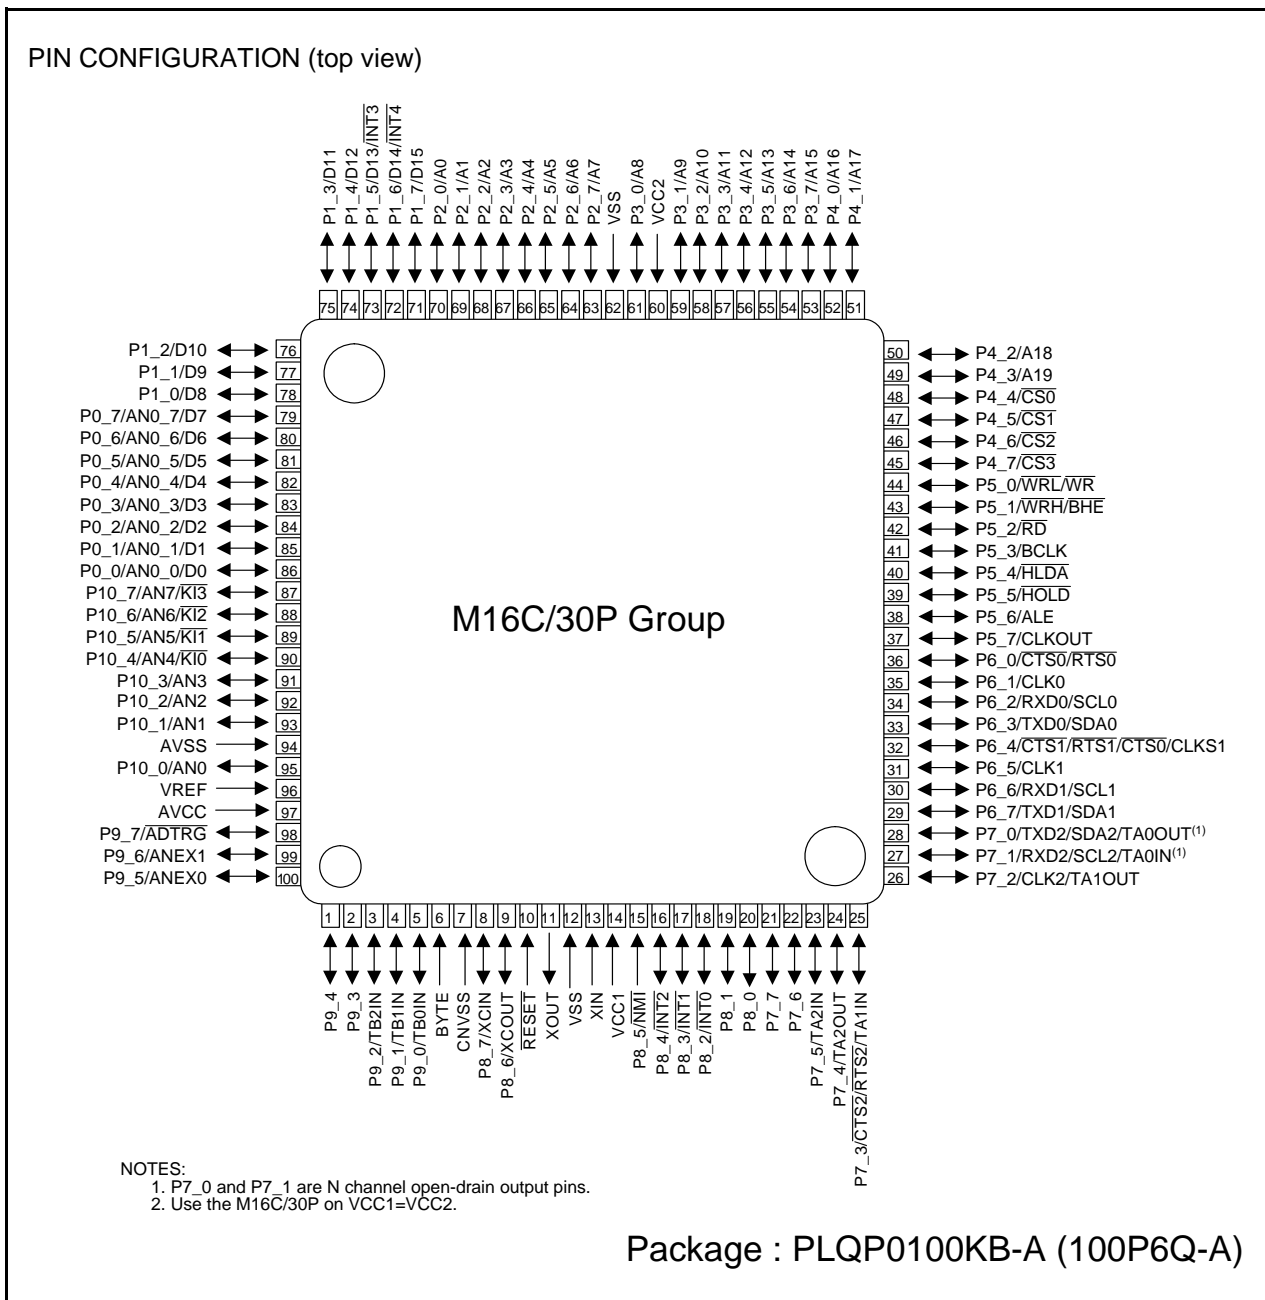 PIN CONFIGURATION (top view)
P1_3/D11
P1_4/D12
P1_5/D13/INT3
P1_6/D14/INT4
P1_7/D15
P2_0/A0
P2_1/A1
P2_2/A2
P2_3/A3
P2_4/A4
P2_5/A5
P2_6/A6
P2_7/A7
VSS
P3_0/A8
VCC2
P3_1/A9
P3_2/A10
P3_3/A11
P3_4/A12
P3_5/A13
P3_6/A14
P3_7/A15
P4_0/A16
P4_1/A17
75 74 73 72 71 70 69 68 67 66 65 64 63 62 61 60 59 58 57 56 55 54 53 52 51
P1_2/D10 76
P1_1/D9 77
P1_0/D8 78
P0_7/AN0_7/D7 79
P0_6/AN0_6/D6 80
P0_5/AN0_5/D5 81
P0_4/AN0_4/D4 82
P0_3/AN0_3/D3 83
P0_2/AN0_2/D2 84
P0_1/AN0_1/D1 85
P0_0/AN0_0/D0 86
P10_7/AN7/KI3 87
P10_6/AN6/KI2 88
P10_5/AN5/KI1 89
P10_4/AN4/KI0 90
P10_3/AN3 91
P10_2/AN2 92
P10_1/AN1 93
AVSS 94
P10_0/AN0 95
VREF 96
AVCC 97
P9_7/ADTRG 98
P9_6/ANEX1 99
P9_5/ANEX0 100
M16C/30P Group
50 P4_2/A18
49 P4_3/A19
48 P4_4/CS0
47 P4_5/CS1
46 P4_6/CS2
45 P4_7/CS3
44 P5_0/WRL/WR
43 P5_1/WRH/BHE
42 P5_2/RD
41 P5_3/BCLK
40 P5_4/HLDA
39 P5_5/HOLD
38 P5_6/ALE
37 P5_7/CLKOUT
36 P6_0/CTS0/RTS0
35 P6_1/CLK0
34 P6_2/RXD0/SCL0
33 P6_3/TXD0/SDA0
32 P6_4/CTS1/RTS1/CTS0/CLKS1
31 P6_5/CLK1
30 P6_6/RXD1/SCL1
29 P6_7/TXD1/SDA1
28 P7_0/TXD2/SDA2/TA0OUT(1)
27 P7_1/RXD2/SCL2/TA0IN(1)
26 P7_2/CLK2/TA1OUT
1 2 3 4 5 6 7 8 9 10 11 12 13 14 15 16 17 18 19 20 21 22 23 24 25
P9_4
P9_3
P9_2/TB2IN
P9_1/TB1IN
P9_0/TB0IN
BYTE
CNVSS
P8_7/XCIN
P8_6/XCOUT
RESET
XOUT
VSS
XIN
VCC1
P8_5/NMI
P8_4/INT2
P8_3/INT1
P8_2/INT0
P8_1
P8_0
P7_7
P7_6
P7_5/TA2IN
P7_4/TA2OUT
P7_3/CTS2/RTS2/TA1IN
NOTES:
1. P7_0 and P7_1 are N channel open-drain output pins.
2. Use the M16C/30P on VCC1=VCC2.
Package : PLQP0100KB-A (100P6Q-A)